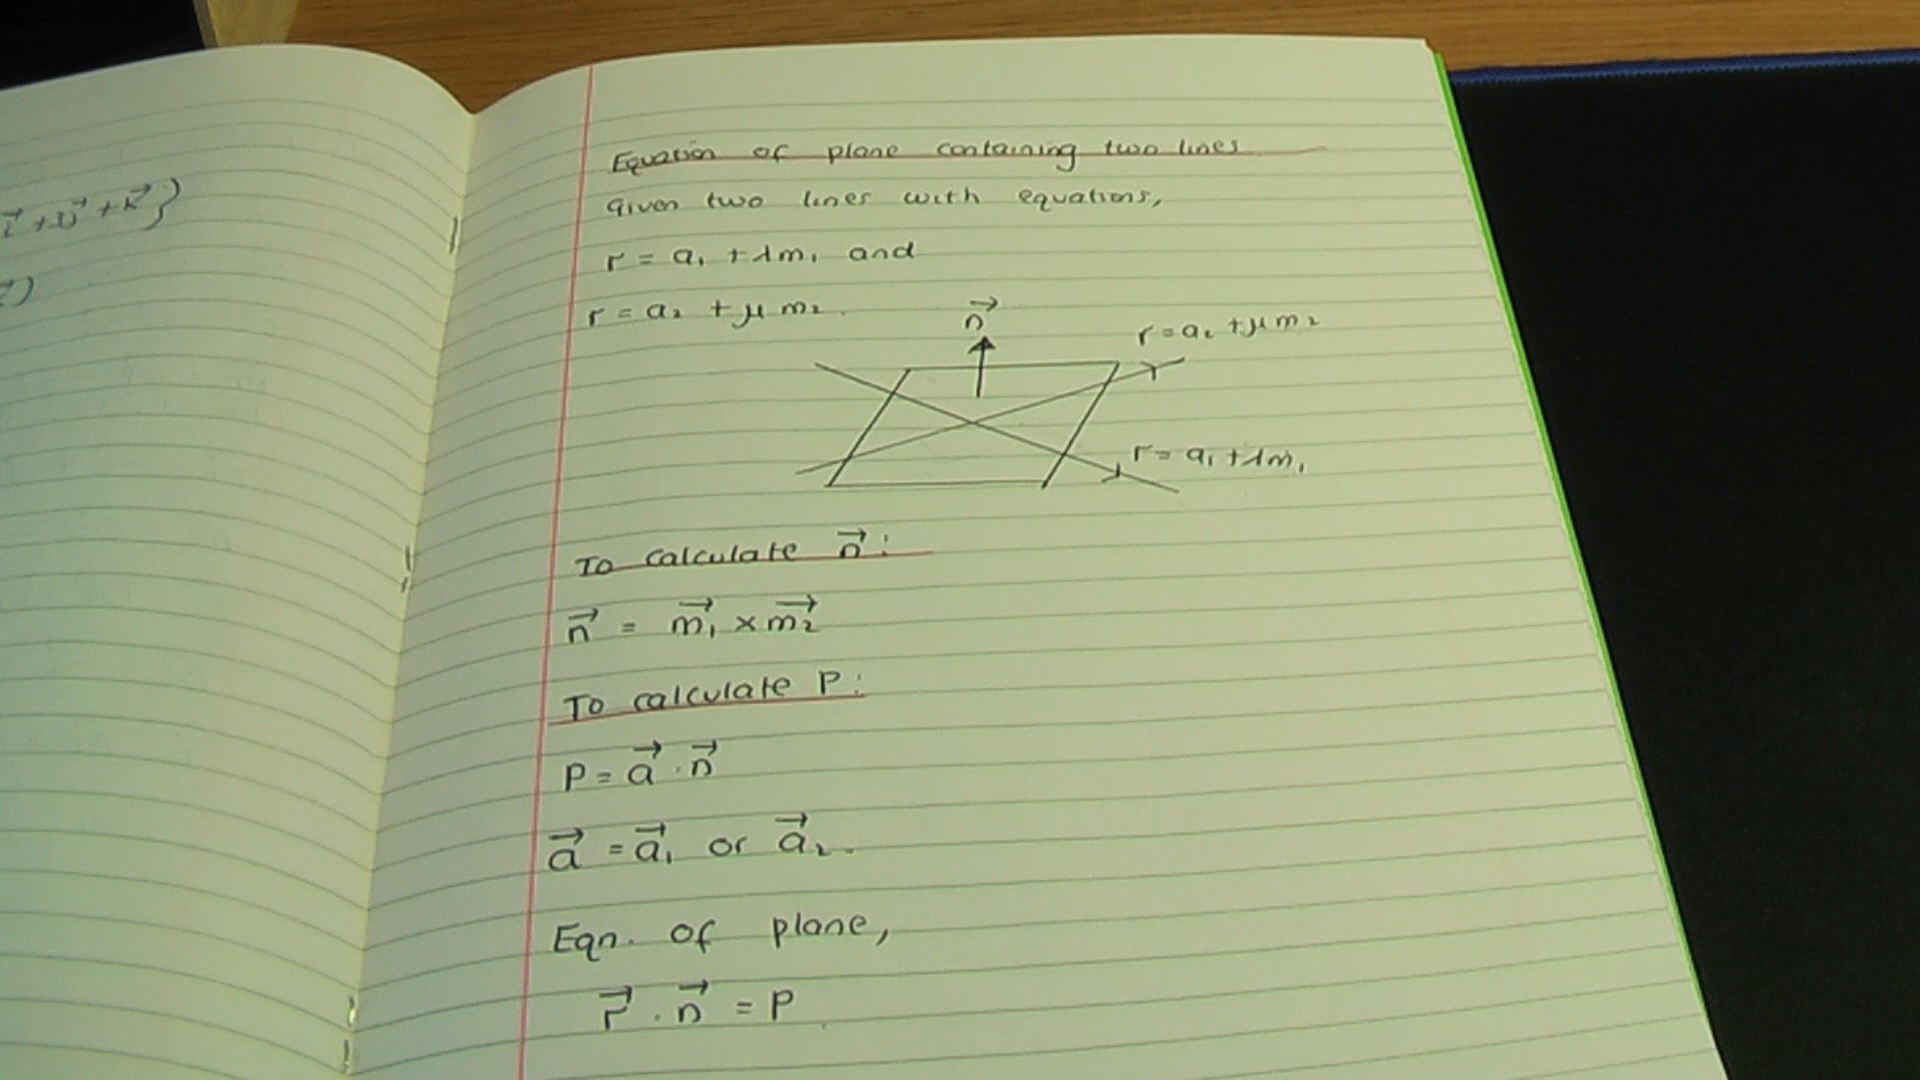 i⃗ + λj⃗ + k⃗ }
)
Equation of plane containing two lines
Given two lines with equations,
r = a₁ + λm₁ and
r = a₂ + μm₂.
n⃗
r = a₂ + μm₂
r = a₁ + λm₁
To calculate n⃗ :
n⃗ = m⃗₁ × m⃗₂
To calculate P :
P = a⃗ . n⃗
a⃗ = a⃗₁ or a⃗₂.
Eqn. of plane,
r⃗ . n⃗ = P